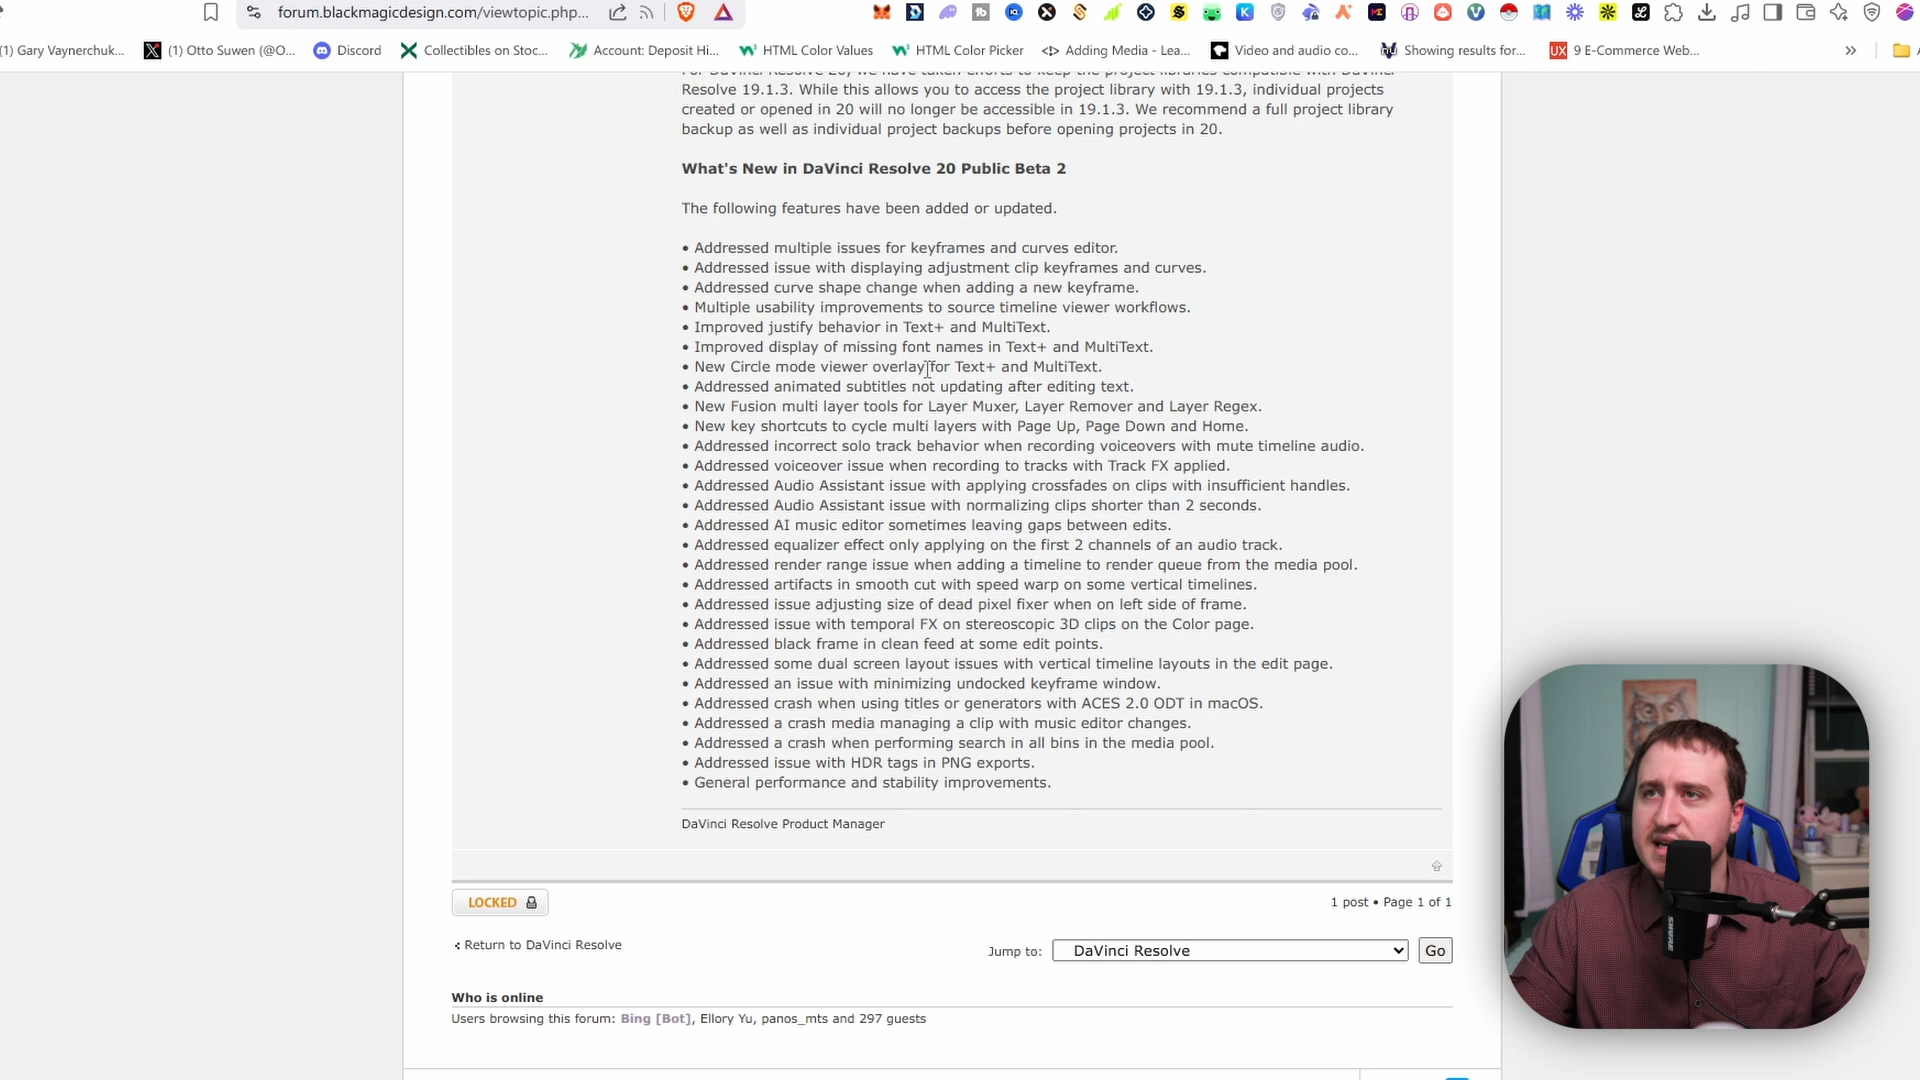 forum.blackmagicdesign.com/viewtopic.php...
(1) Gary Vaynerchuk...
(1) Otto Suwen (@O...
Discord
Collectibles on Stoc...
Account: Deposit Hi...
HTML Color Values
HTML Color Picker
Adding Media - Lea...
Video and audio co...
Showing results for...
UX 9 E-Commerce Web...
For DaVinci Resolve 20, we have taken efforts to keep the project libraries compatible with DaVinci
Resolve 19.1.3. While this allows you to access the project library with 19.1.3, individual projects
created or opened in 20 will no longer be accessible in 19.1.3. We recommend a full project library
backup as well as individual project backups before opening projects in 20.
What's New in DaVinci Resolve 20 Public Beta 2
The following features have been added or updated.
• Addressed multiple issues for keyframes and curves editor.
• Addressed issue with displaying adjustment clip keyframes and curves.
• Addressed curve shape change when adding a new keyframe.
• Multiple usability improvements to source timeline viewer workflows.
• Improved justify behavior in Text+ and MultiText.
• Improved display of missing font names in Text+ and MultiText.
• New Circle mode viewer overlay for Text+ and MultiText.
• Addressed animated subtitles not updating after editing text.
• New Fusion multi layer tools for Layer Muxer, Layer Remover and Layer Regex.
• New key shortcuts to cycle multi layers with Page Up, Page Down and Home.
• Addressed incorrect solo track behavior when recording voiceovers with mute timeline audio.
• Addressed voiceover issue when recording to tracks with Track FX applied.
• Addressed Audio Assistant issue with applying crossfades on clips with insufficient handles.
• Addressed Audio Assistant issue with normalizing clips shorter than 2 seconds.
• Addressed AI music editor sometimes leaving gaps between edits.
• Addressed equalizer effect only applying on the first 2 channels of an audio track.
• Addressed render range issue when adding a timeline to render queue from the media pool.
• Addressed artifacts in smooth cut with speed warp on some vertical timelines.
• Addressed issue adjusting size of dead pixel fixer when on left side of frame.
• Addressed issue with temporal FX on stereoscopic 3D clips on the Color page.
• Addressed black frame in clean feed at some edit points.
• Addressed some dual screen layout issues with vertical timeline layouts in the edit page.
• Addressed an issue with minimizing undocked keyframe window.
• Addressed crash when using titles or generators with ACES 2.0 ODT in macOS.
• Addressed a crash media managing a clip with music editor changes.
• Addressed a crash when performing search in all bins in the media pool.
• Addressed issue with HDR tags in PNG exports.
• General performance and stability improvements.
DaVinci Resolve Product Manager
LOCKED
1 post • Page 1 of 1
Return to DaVinci Resolve
Jump to: DaVinci Resolve Go
Who is online
Users browsing this forum: Bing [Bot], Ellory Yu, panos_mts and 297 guests
SHURE